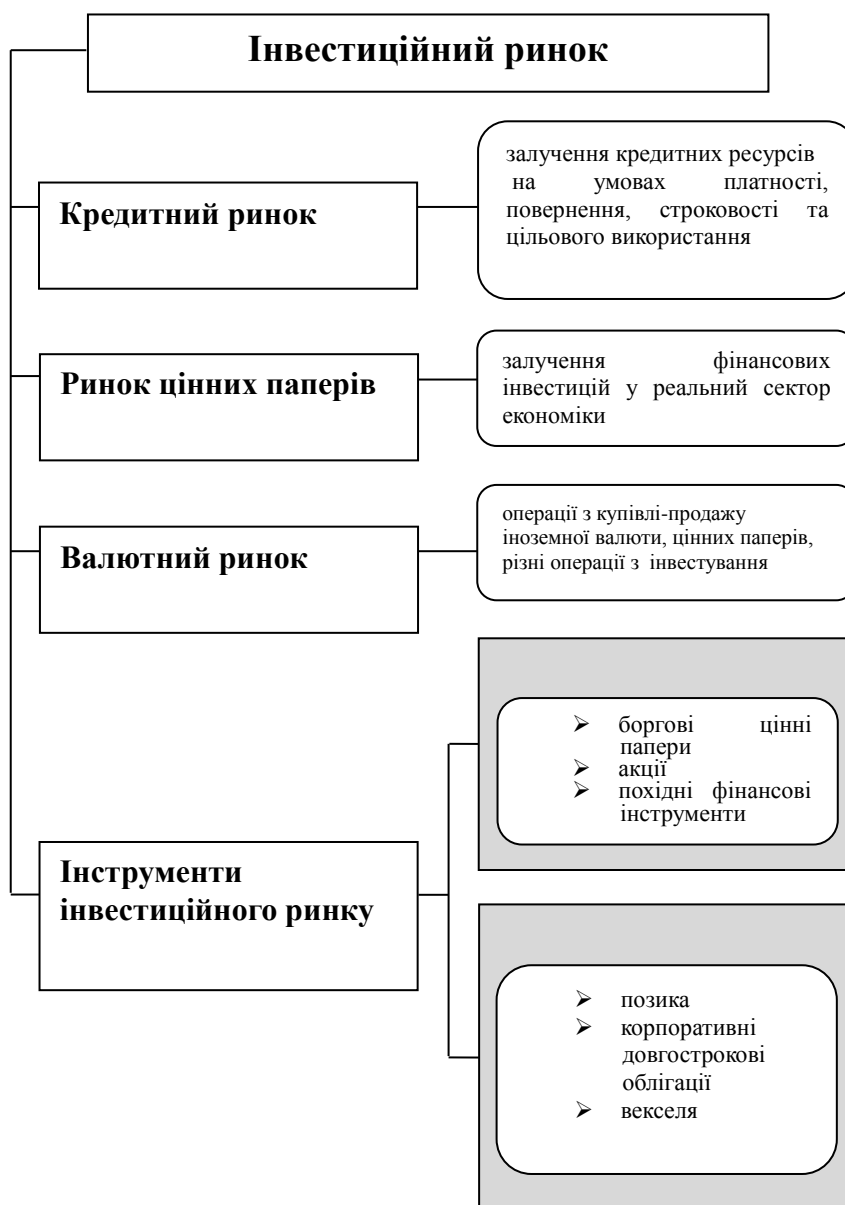 Інвестиційний ринок
Кредитний ринок
залучення кредитних ресурсів
на умовах платності,
повернення, строковості та
цільового використання
Ринок цінних паперів
залучення фінансових
інвестицій у реальний сектор
економіки
Валютний ринок
операції з купівлі-продажу
іноземної валюти, цінних паперів,
різні операції з інвестування
Інструменти
інвестиційного ринку
➢ боргові цінні
папери
➢ акції
➢ похідні фінансові
інструменти
➢ позика
➢ корпоративні
довгострокові
облігації
➢ векселя